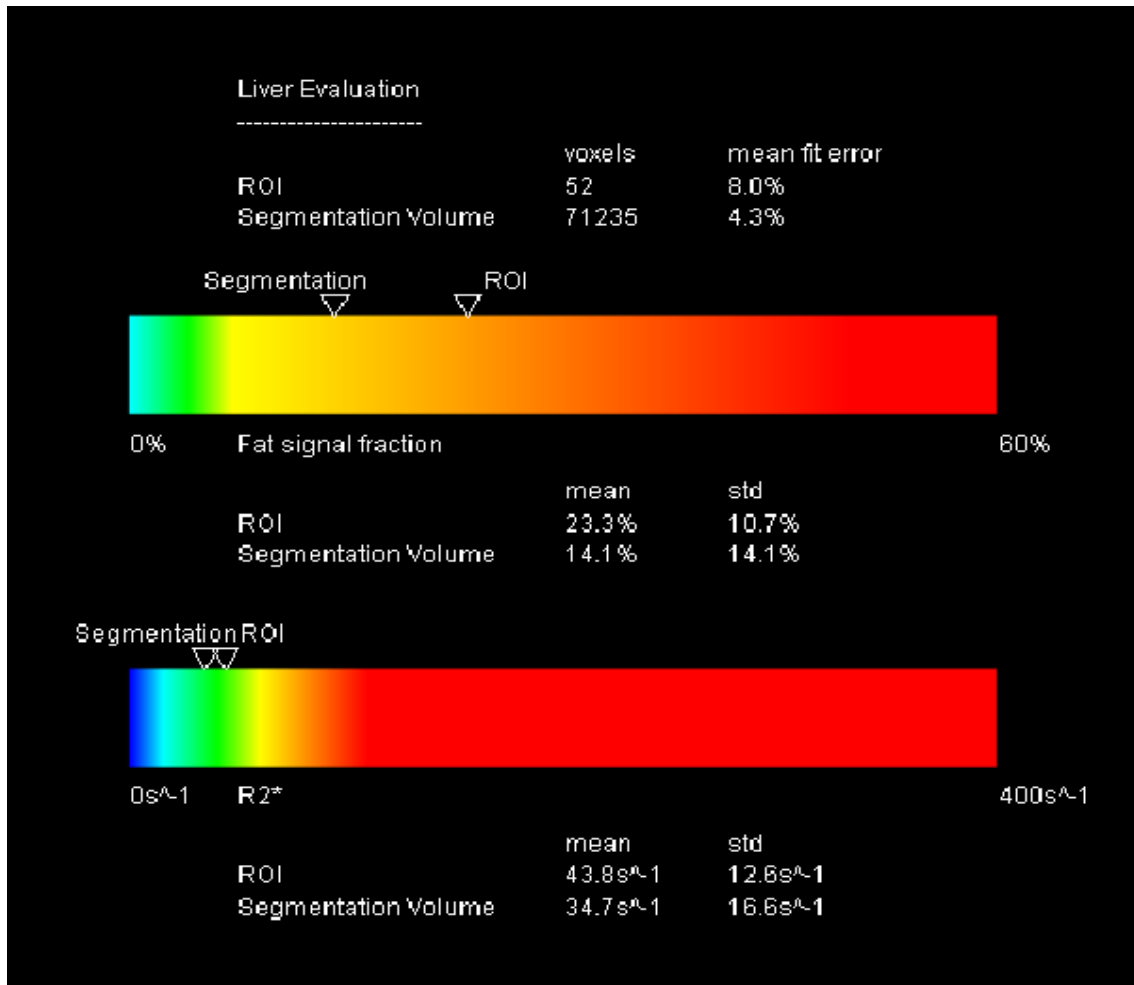 Liver Evaluation
----------------------
voxels mean fit error
ROI 52 8.0%
Segmentation Volume 71235 4.3%
Segmentation ROI
0% Fat signal fraction 60%
mean std
ROI 23.3% 10.7%
Segmentation Volume 14.1% 14.1%
Segmentation ROI
0s^-1 R2* 400s^-1
mean std
ROI 43.8s^-1 12.6s^-1
Segmentation Volume 34.7s^-1 16.6s^-1